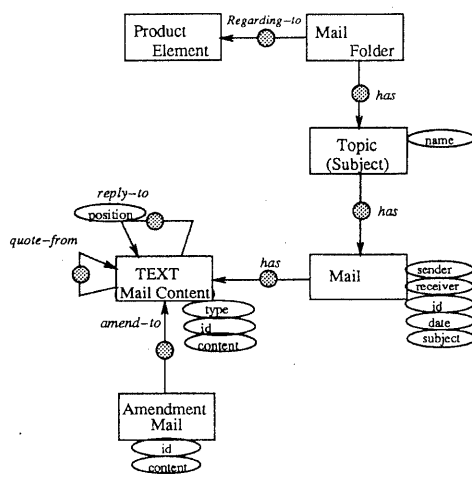 Regarding-to
Product
Element
Mail
Folder
has
Topic
(Subject)
name
reply-to
position
has
quote-from
TEXT
(Mail Content)
has
Mail
sender
receiver
id
date
subject
type
id
content
amend-to
Amendment
Mail
id
content